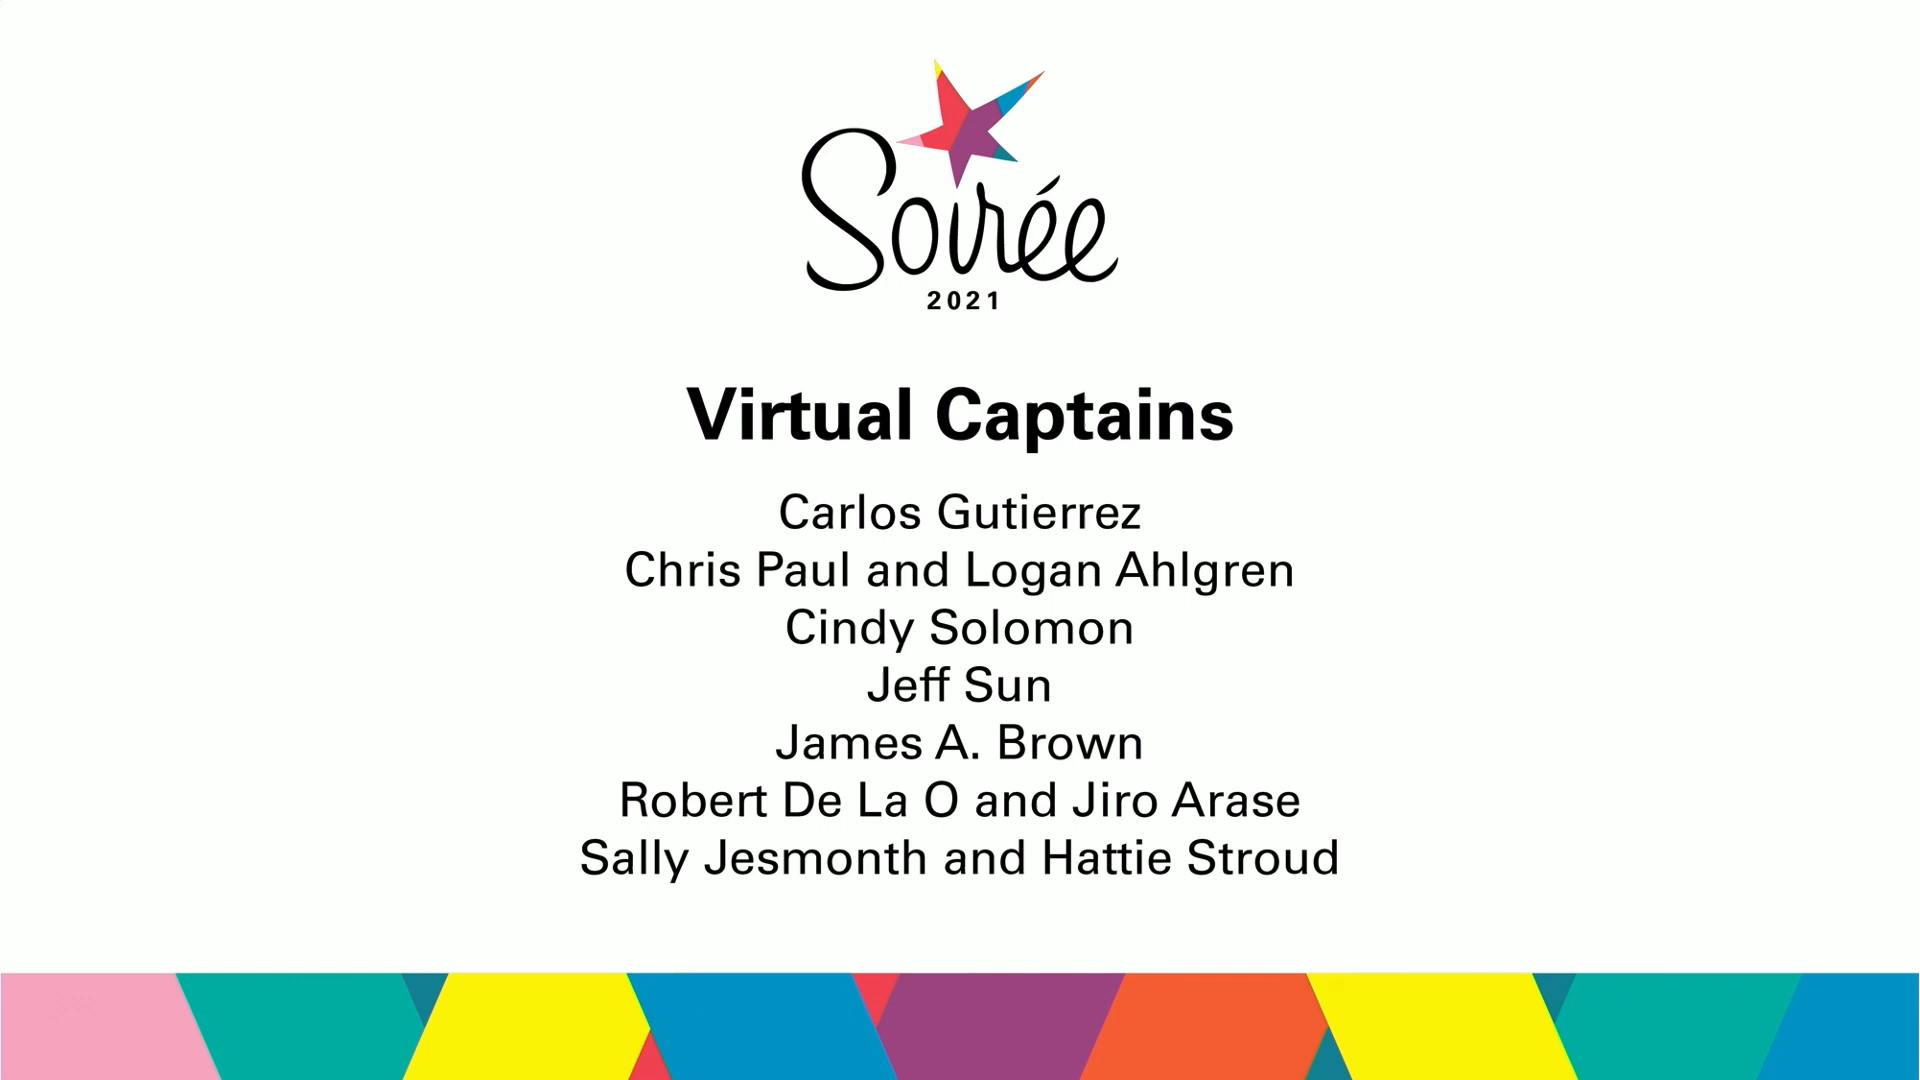 Soirée
2021
Virtual Captains
Carlos Gutierrez
Chris Paul and Logan Ahlgren
Cindy Solomon
Jeff Sun
James A. Brown
Robert De La O and Jiro Arase
Sally Jesmonth and Hattie Stroud